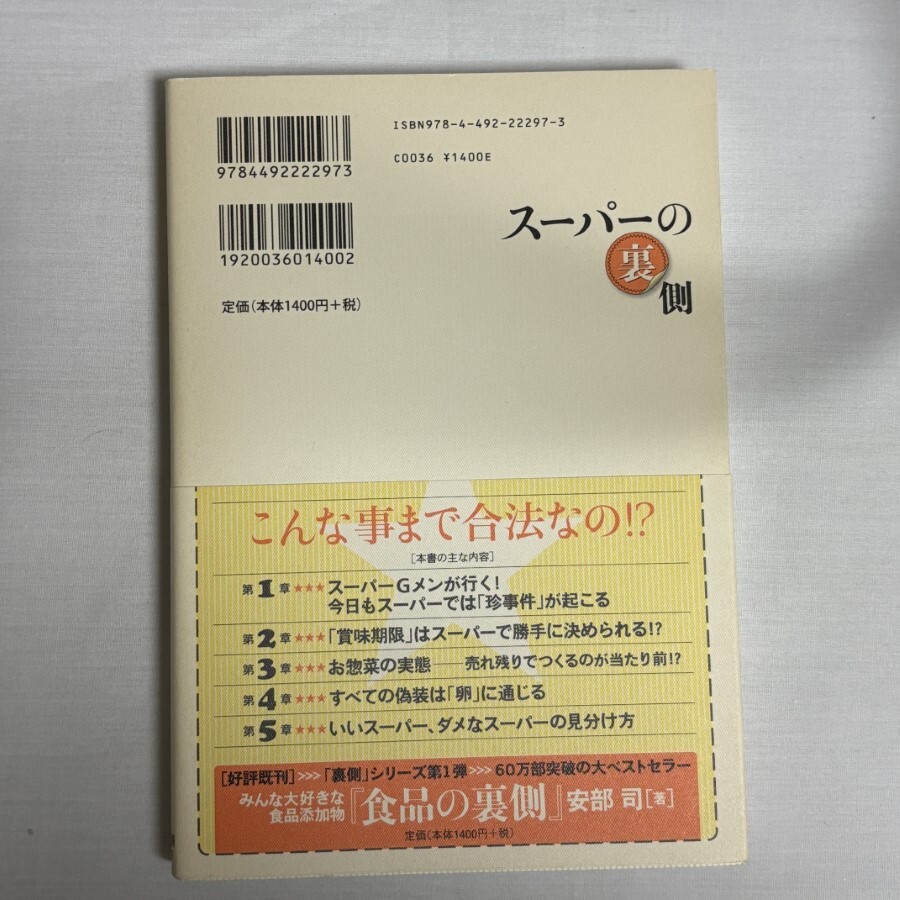 9784492222973
ISBN978-4-492-22297-3
C0036 ¥1400E
1920036014002
定価(本体1400円+税)
スーパーの
裏
側
こんな事まで合法なの!?
[本書の主な内容]
第1章★★★スーパーGメンが行く!
今日もスーパーでは「珍事件」が起こる
第2章★★★「賞味期限」はスーパーで勝手に決められる!?
第3章★★★お惣菜の実態――売れ残りでつくるのが当たり前!?
第4章★★★すべての偽装は「卵」に通じる
第5章★★★いいスーパー、ダメなスーパーの見分け方
[好評既刊]>>>「裏側」シリーズ第1弾>>>60万部突破の大ベストセラー
みんな大好きな
食品添加物
『食品の裏側』安部 司[著]
定価(本体1400円+税)